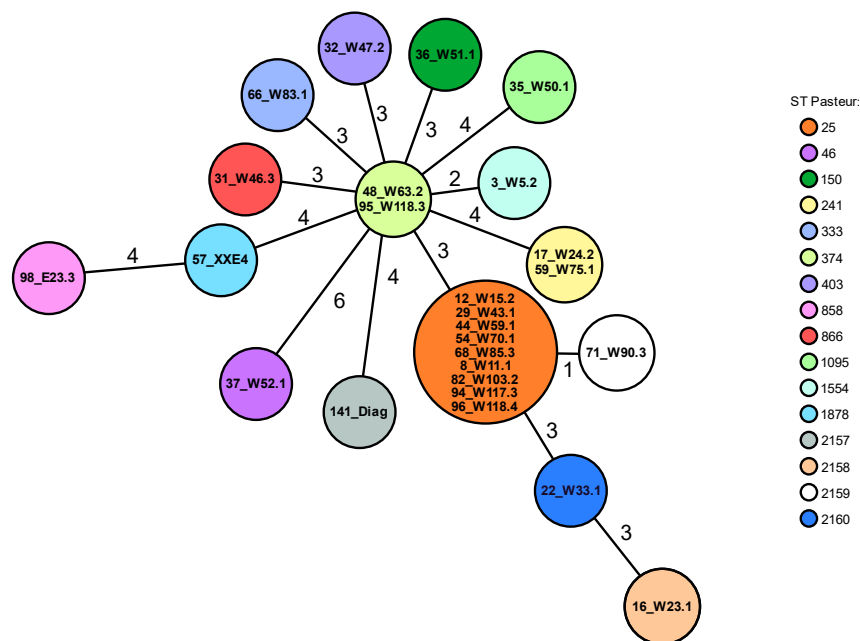 32_W47.2
36_W51.1
66_W83.1
35_W50.1
3
3
4
3
31_W46.3
3
48_W63.2
95_W118.3
2
3_W5.2
4
4
17_W24.2
59_W75.1
57_XXE4
4
98_E23.3
3
4
6
12_W15.2
29_W43.1
44_W59.1
54_W70.1
68_W85.3
8_W11.1
82_W103.2
94_W117.3
96_W118.4
71_W90.3
1
37_W52.1
141_Diag
3
22_W33.1
3
16_W23.1
ST Pasteur:
25
46
150
241
333
374
403
858
866
1095
1554
1878
2157
2158
2159
2160